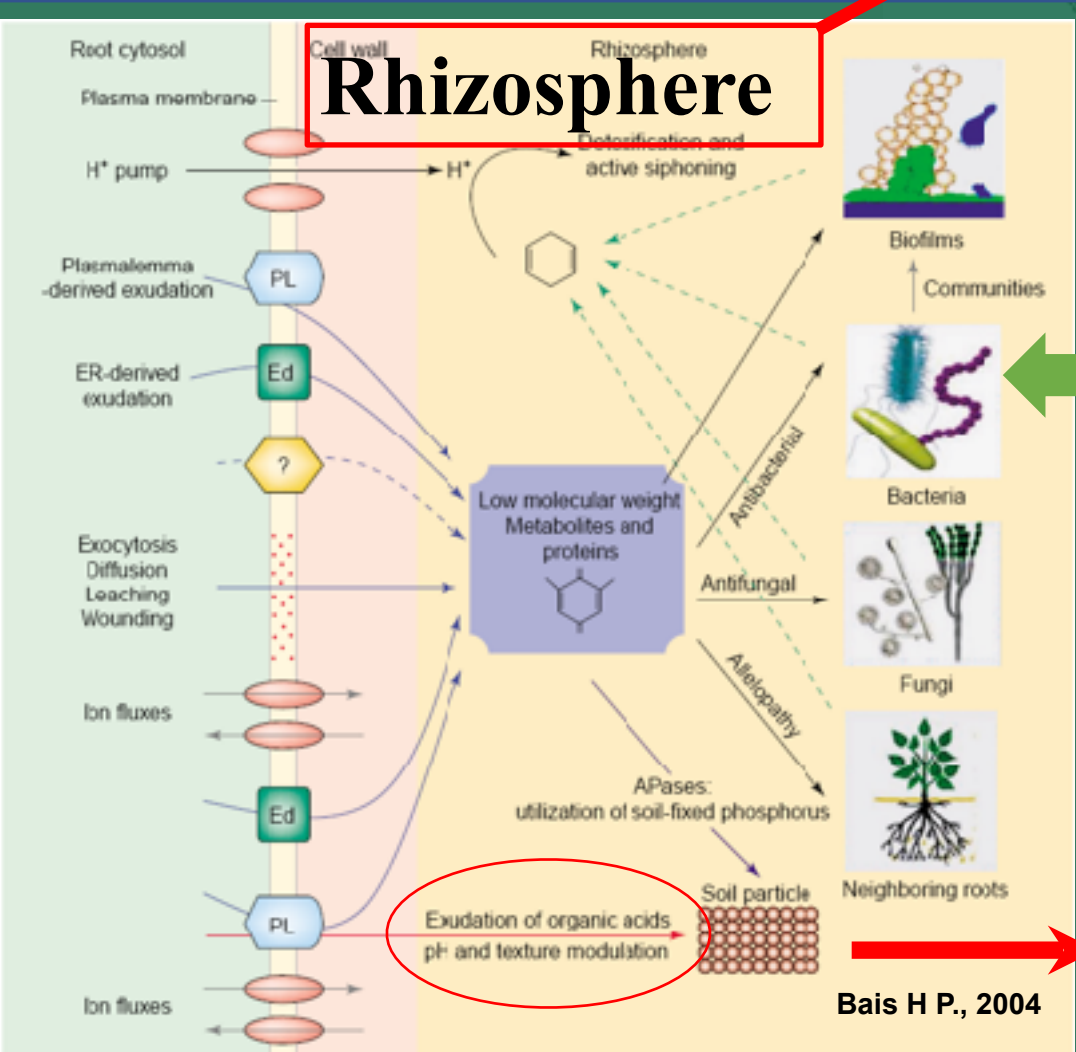 Root cytosol
Cell wall
Rhizosphere
Rhizosphere
Plasma membrane
Detoxification and
active siphoning
H⁺ pump
H⁺
Biofilms
Plasmalemma
-derived exudation
PL
Communities
ER-derived
exudation
Ed
?
Low molecular weight
Metabolites and
proteins
Antibacterial
Bacteria
Exocytosis
Diffusion
Leaching
Wounding
Antifungal
Fungi
Allelopathy
Ion fluxes
APases:
utilization of soil-fixed phosphorus
Ed
Neighboring roots
Soil particle
PL
Exudation of organic acids
pH and texture modulation
Ion fluxes
Bais H P., 2004